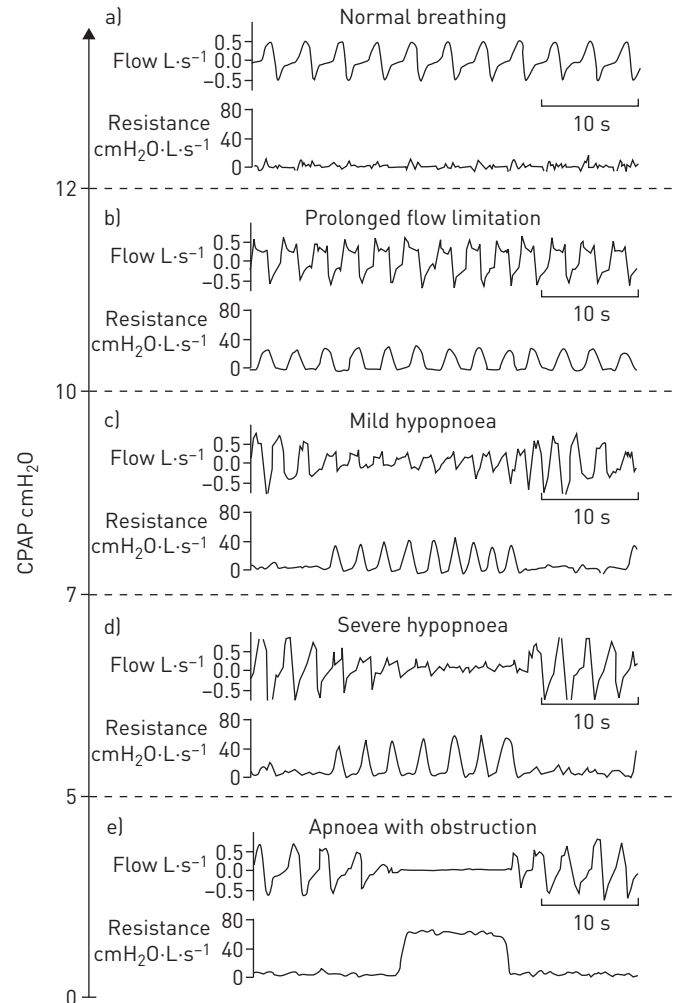 a) Normal breathing
Flow L·s⁻¹
0.5
0.0
–0.5
10 s
Resistance
cmH₂O·L·s⁻¹
80
40
0
12
b) Prolonged flow limitation
Flow L·s⁻¹
0.5
0.0
–0.5
10 s
Resistance
cmH₂O·L·s⁻¹
80
40
0
10
c) Mild hypopnoea
Flow L·s⁻¹
0.5
0.0
–0.5
10 s
Resistance
cmH₂O·L·s⁻¹
80
40
0
CPAP cmH₂O
7
d) Severe hypopnoea
Flow L·s⁻¹
0.5
0.0
–0.5
10 s
Resistance
cmH₂O·L·s⁻¹
80
40
0
5
e) Apnoea with obstruction
Flow L·s⁻¹
0.5
0.0
–0.5
10 s
Resistance
cmH₂O·L·s⁻¹
80
40
0
0